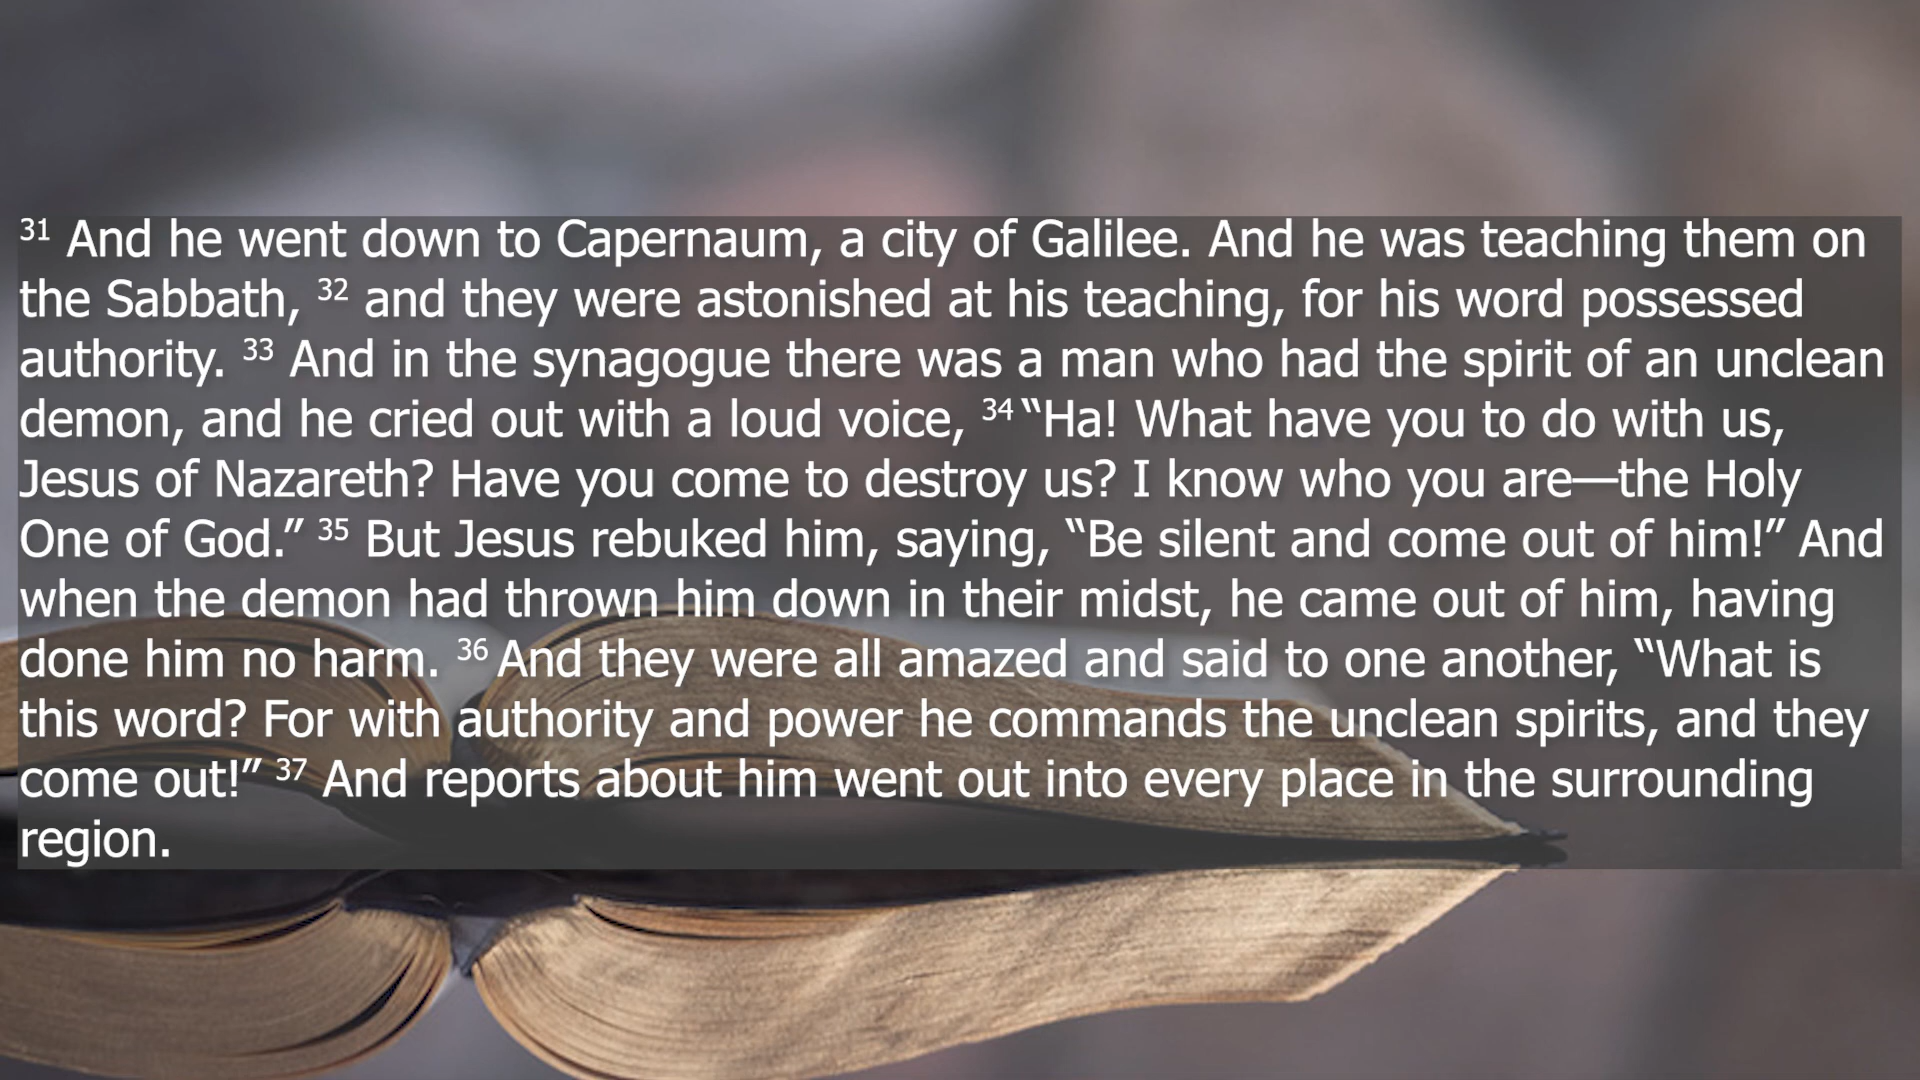 31 And he went down to Capernaum, a city of Galilee. And he was teaching them on
the Sabbath, 32 and they were astonished at his teaching, for his word possessed
authority. 33 And in the synagogue there was a man who had the spirit of an unclean
demon, and he cried out with a loud voice, 34 “Ha! What have you to do with us,
Jesus of Nazareth? Have you come to destroy us? I know who you are—the Holy
One of God.” 35 But Jesus rebuked him, saying, “Be silent and come out of him!” And
when the demon had thrown him down in their midst, he came out of him, having
done him no harm. 36 And they were all amazed and said to one another, “What is
this word? For with authority and power he commands the unclean spirits, and they
come out!” 37 And reports about him went out into every place in the surrounding
region.